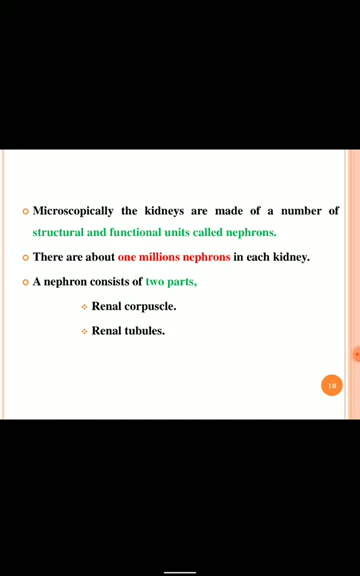 Microscopically the kidneys are made of a number of
structural and functional units called nephrons.
There are about one millions nephrons in each kidney.
A nephron consists of two parts,
Renal corpuscle.
Renal tubules.
10